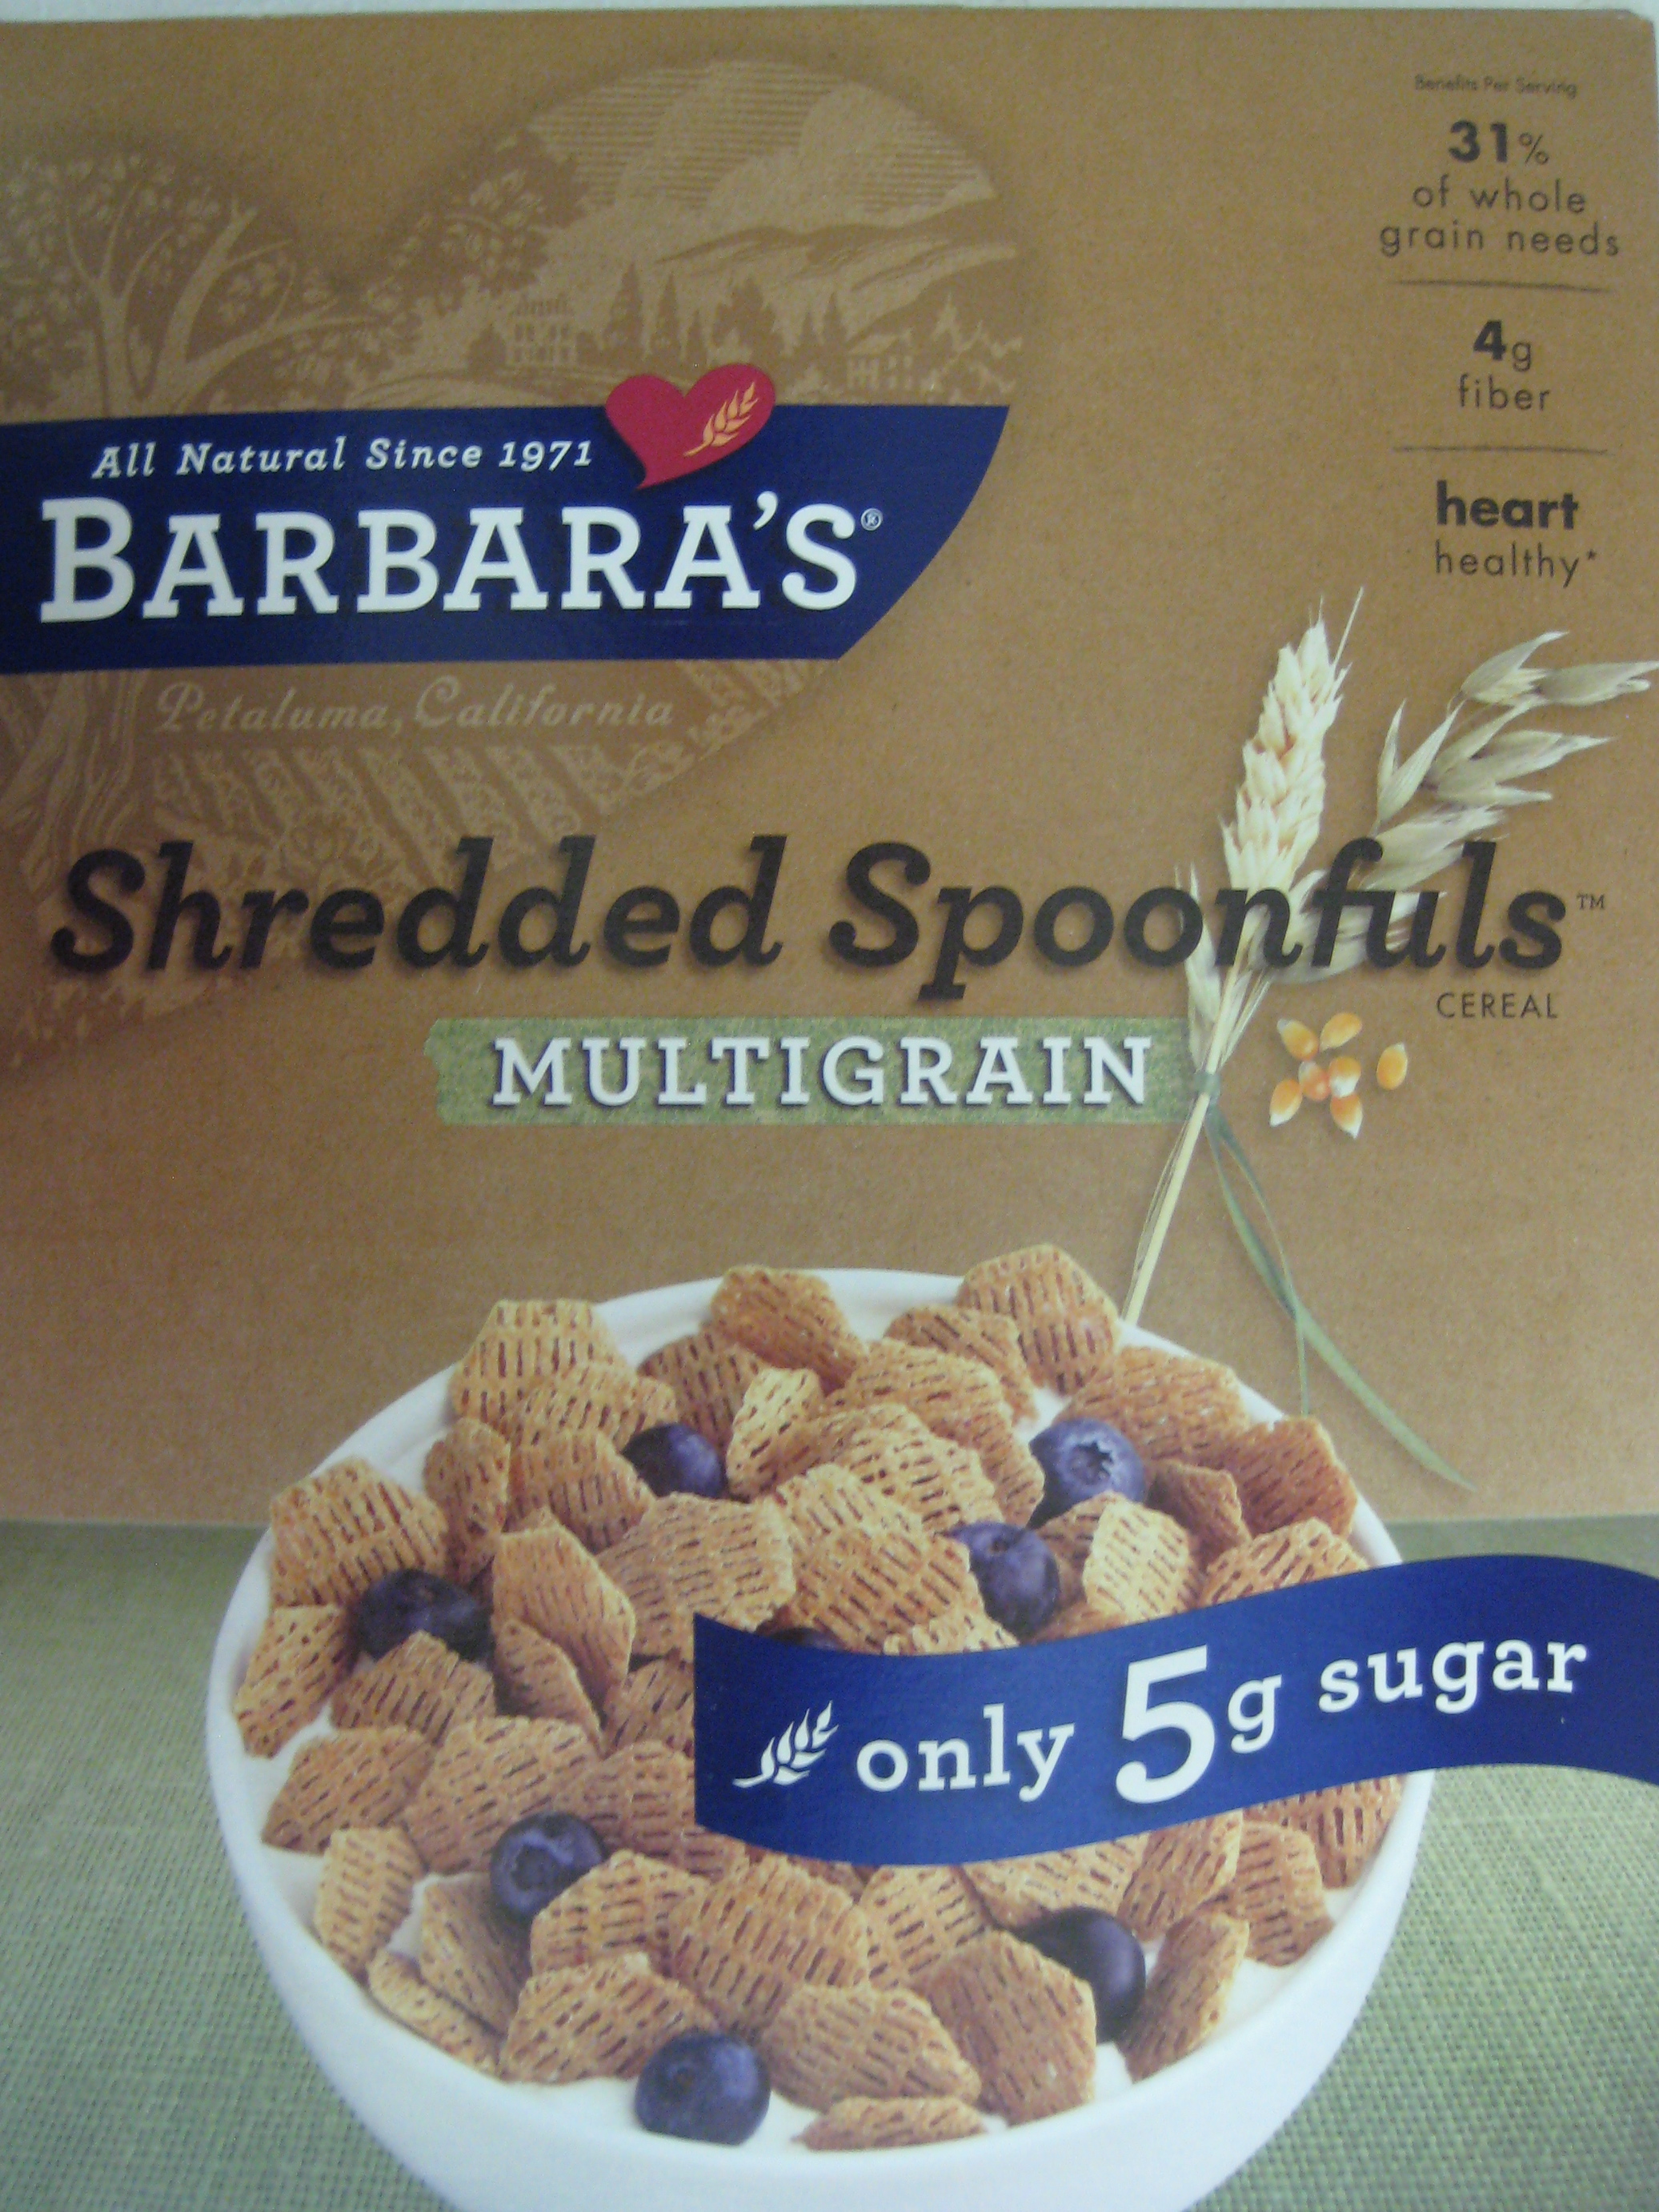 Benefits Per Serving
31%
of whole
grain needs
4g
fiber
heart
healthy*
All Natural Since 1971
BARBARA'S®
Petaluma, California
Shredded Spoonfuls™
CEREAL
MULTIGRAIN
only 5g sugar